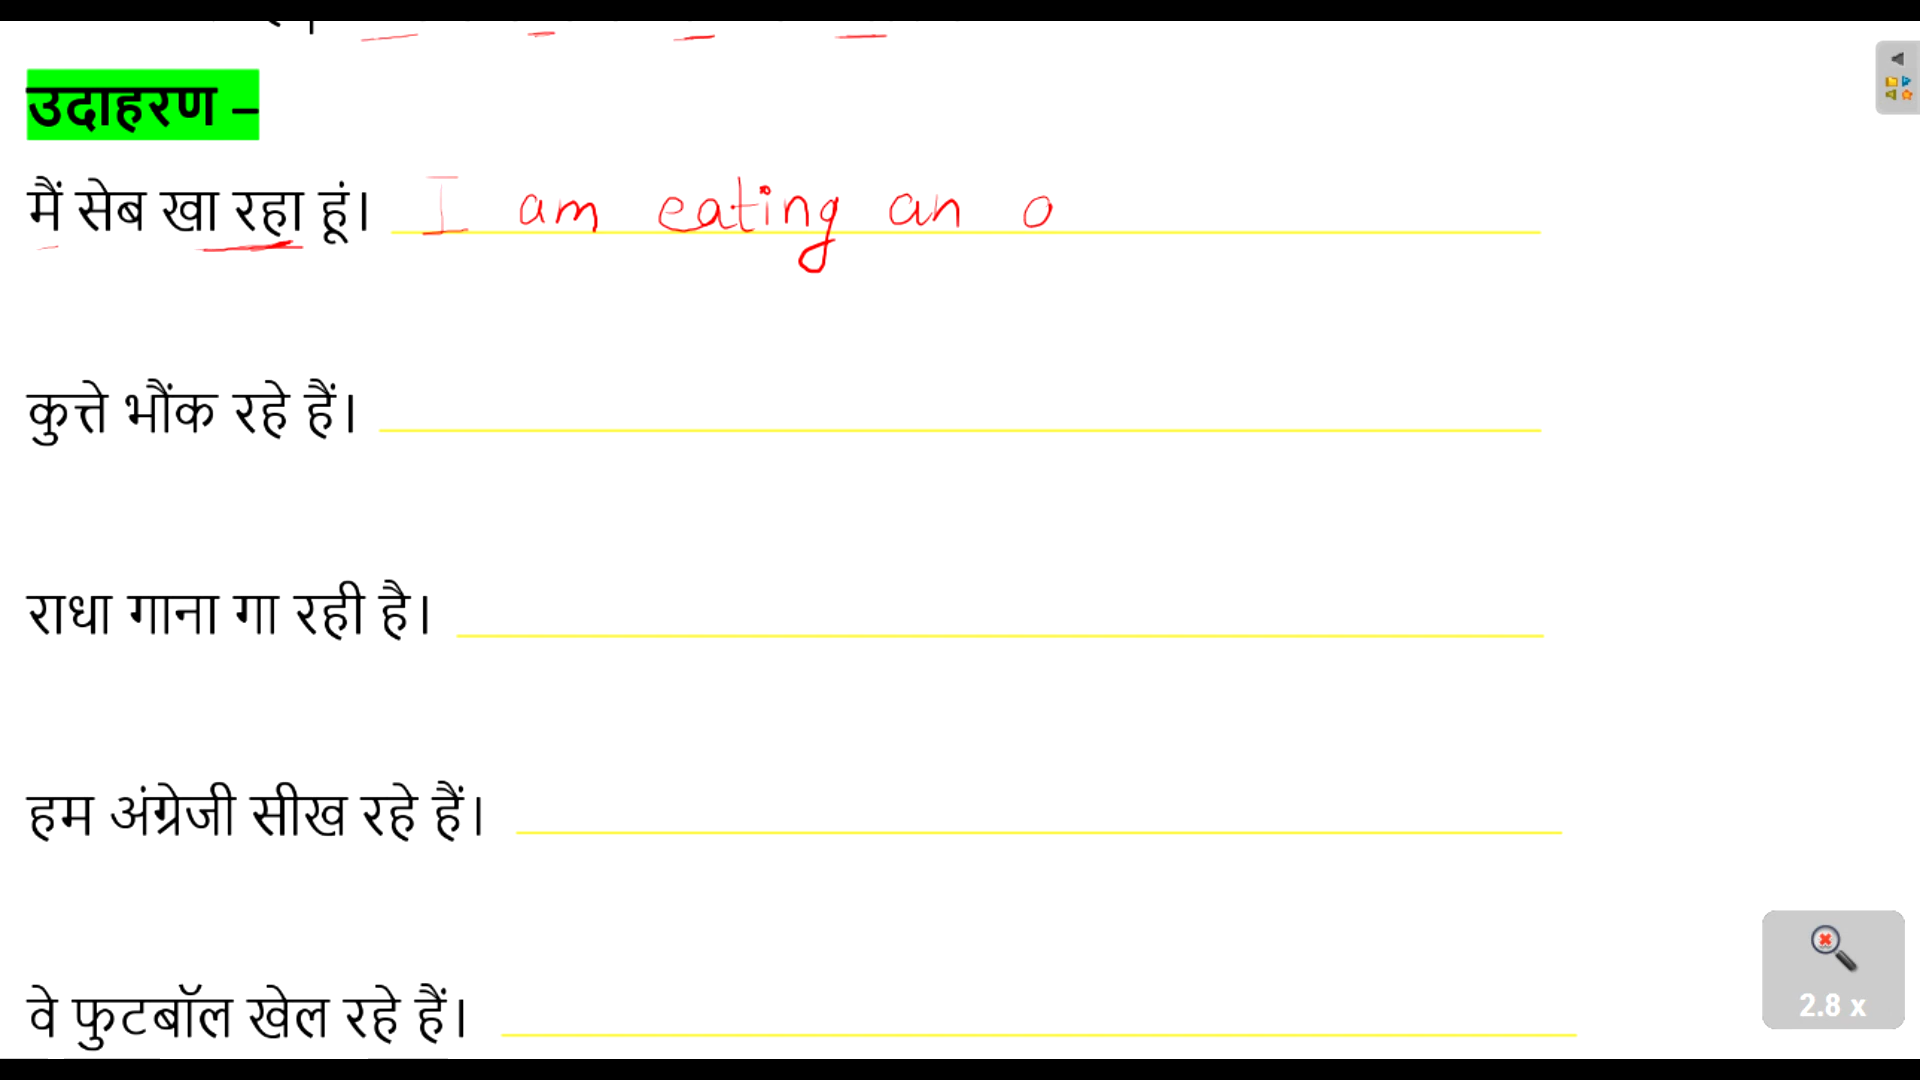 उदाहरण –
मैं सेब खा रहा हूं। I am eating an
कुत्ते भौंक रहे हैं।
राधा गाना गा रही है।
हम अंग्रेजी सीख रहे हैं।
वे फुटबॉल खेल रहे हैं।
2.8 x